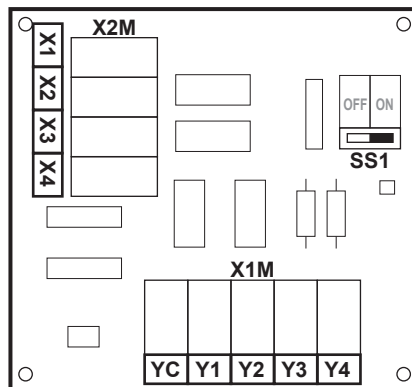 X2M
X1
X2
X3
X4
OFF ON
SS1
X1M
YC Y1 Y2 Y3 Y4